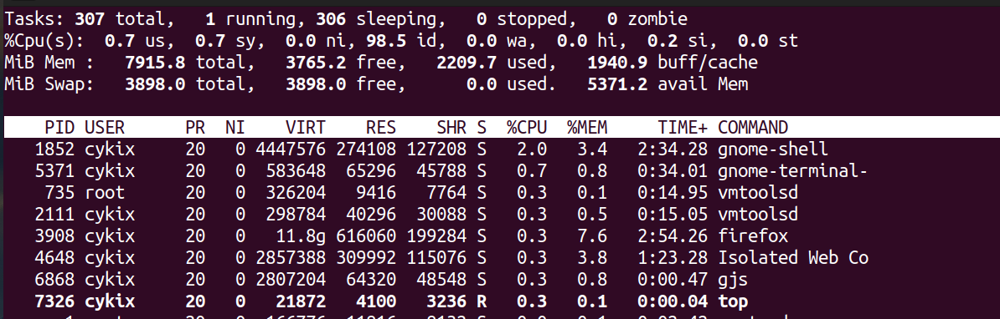 Tasks: 307 total,   1 running, 306 sleeping,   0 stopped,   0 zombie
%Cpu(s):  0.7 us,  0.7 sy,  0.0 ni, 98.5 id,  0.0 wa,  0.0 hi,  0.2 si,  0.0 st
MiB Mem :   7915.8 total,   3765.2 free,   2209.7 used,   1940.9 buff/cache
MiB Swap:   3898.0 total,   3898.0 free,      0.0 used.   5371.2 avail Mem
    PID USER      PR  NI    VIRT    RES    SHR S  %CPU  %MEM     TIME+ COMMAND
   1852 cykix     20   0 4447576 274108 127208 S   2.0   3.4   2:34.28 gnome-shell
   5371 cykix     20   0  583648  65296  45788 S   0.7   0.8   0:34.01 gnome-terminal-
    735 root      20   0  326204   9416   7764 S   0.3   0.1   0:14.95 vmtoolsd
   2111 cykix     20   0  298784  40296  30088 S   0.3   0.5   0:15.05 vmtoolsd
   3908 cykix     20   0   11.8g 616060 199284 S   0.3   7.6   2:54.26 firefox
   4648 cykix     20   0 2857388 309992 115076 S   0.3   3.8   1:23.28 Isolated Web Co
   6868 cykix     20   0 2807204  64320  48548 S   0.3   0.8   0:00.47 gjs
   7326 cykix     20   0   21872   4100   3236 R   0.3   0.1   0:00.04 top